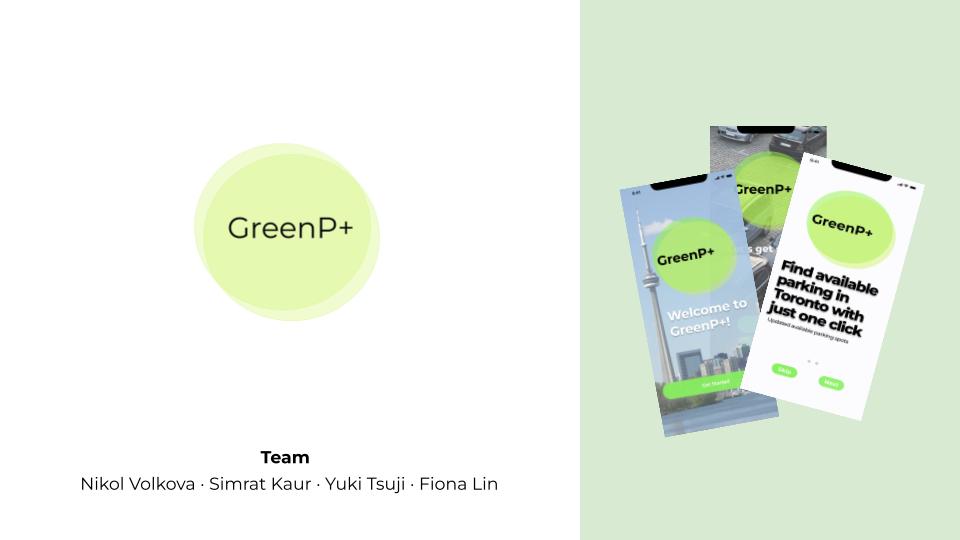 GreenP+
Team
Nikol Volkova · Simrat Kaur · Yuki Tsuji · Fiona Lin
GreenP+
s get
9:41
GreenP+
Welcome to
GreenP+!
Get Started
9:41
GreenP+
Find available
parking in
Toronto with
just one click
Updated available parking spots
Skip
Next